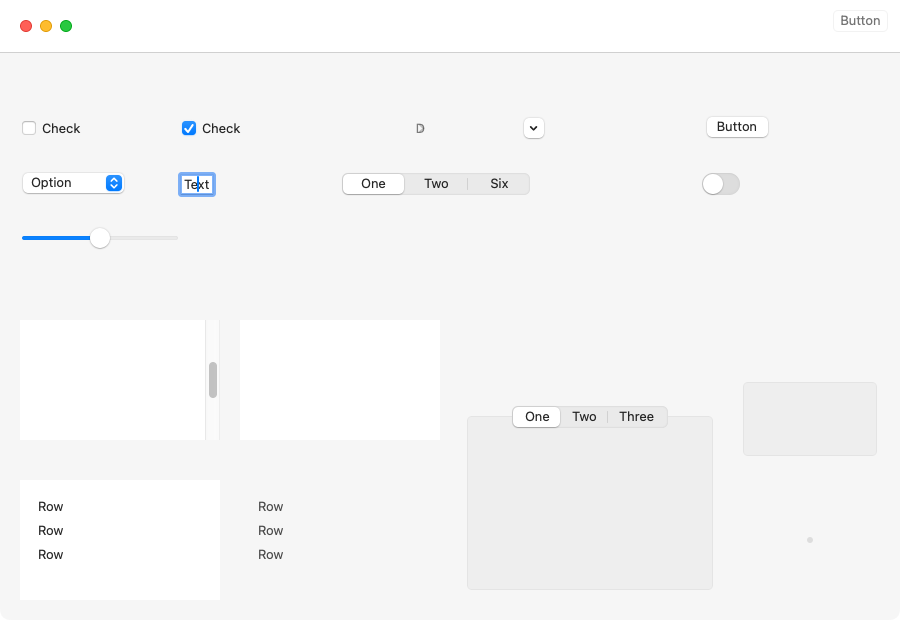 Button
Check
Check
D
Button
Option
Text
One Two Six
One Two Three
Row
Row
Row
Row
Row
Row